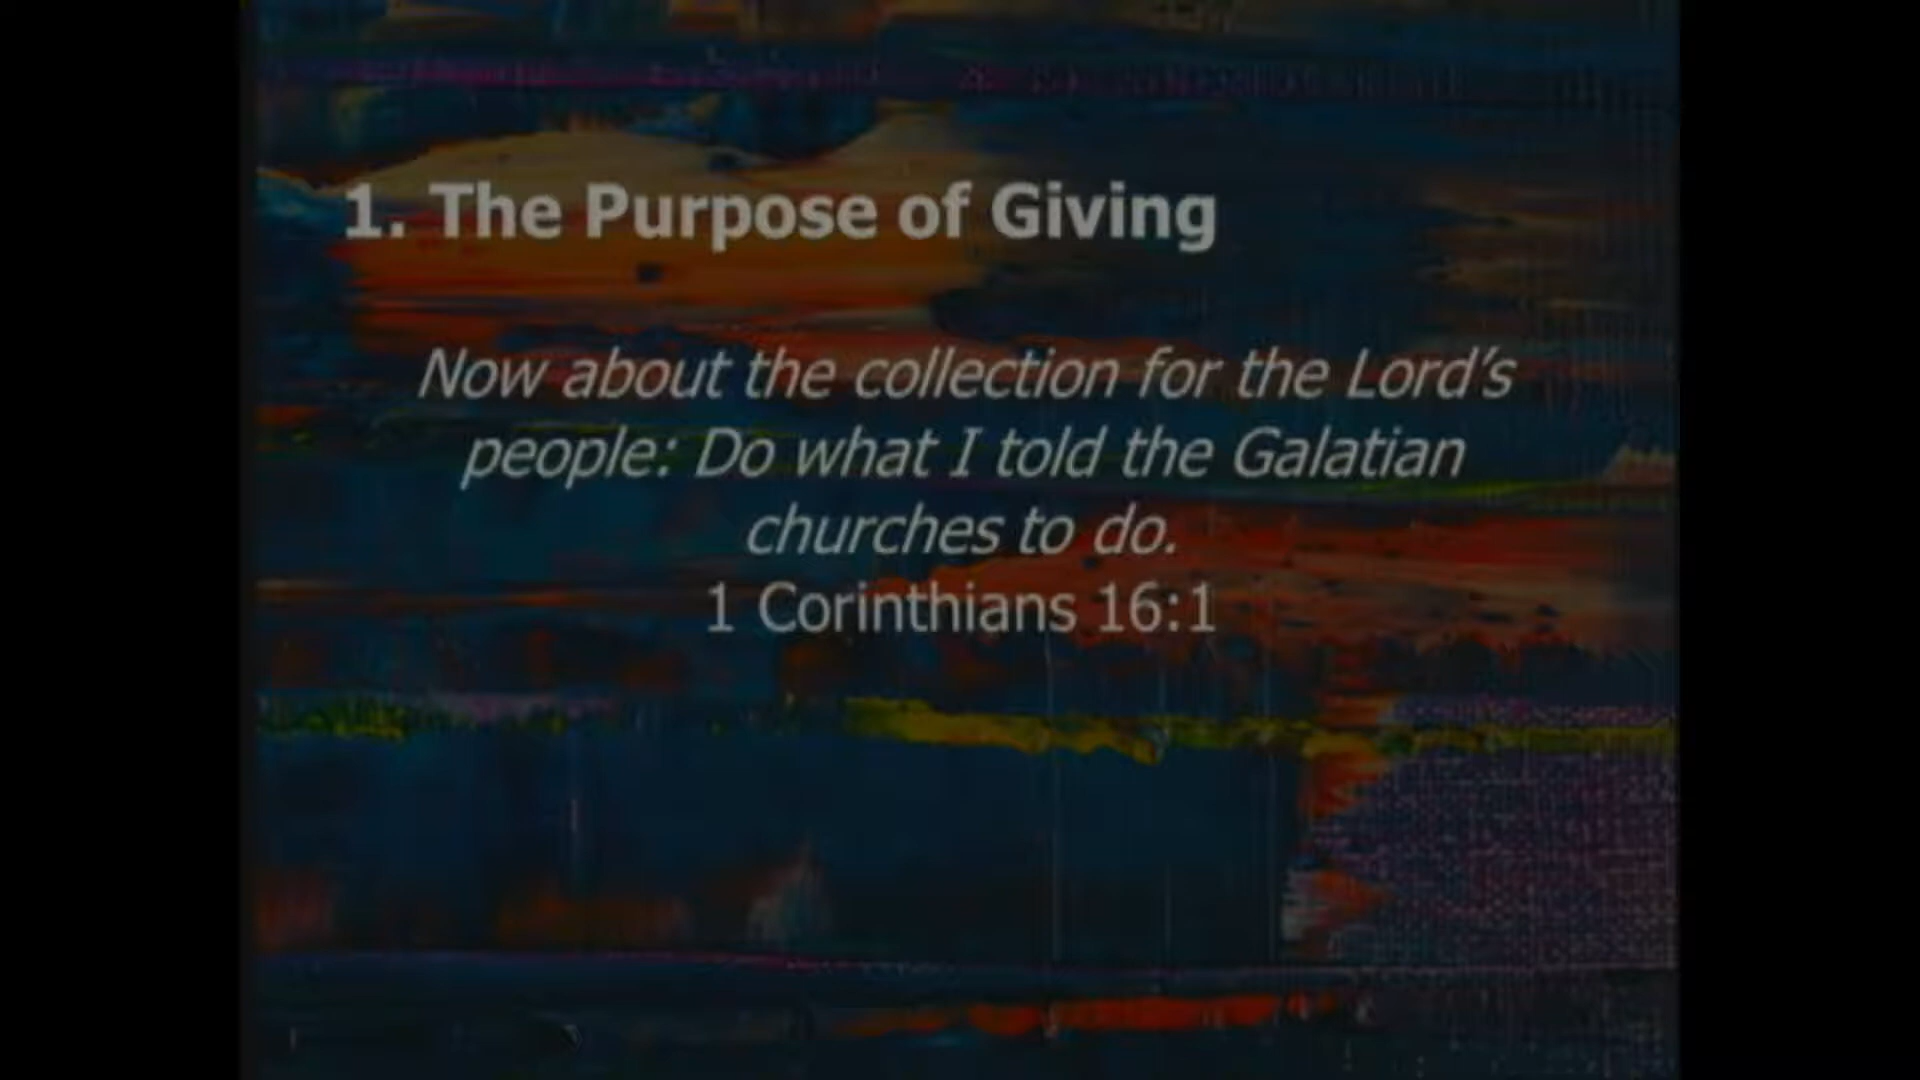 1. The Purpose of Giving
Now about the collection for the Lord’s
people: Do what I told the Galatian
churches to do.
1 Corinthians 16:1